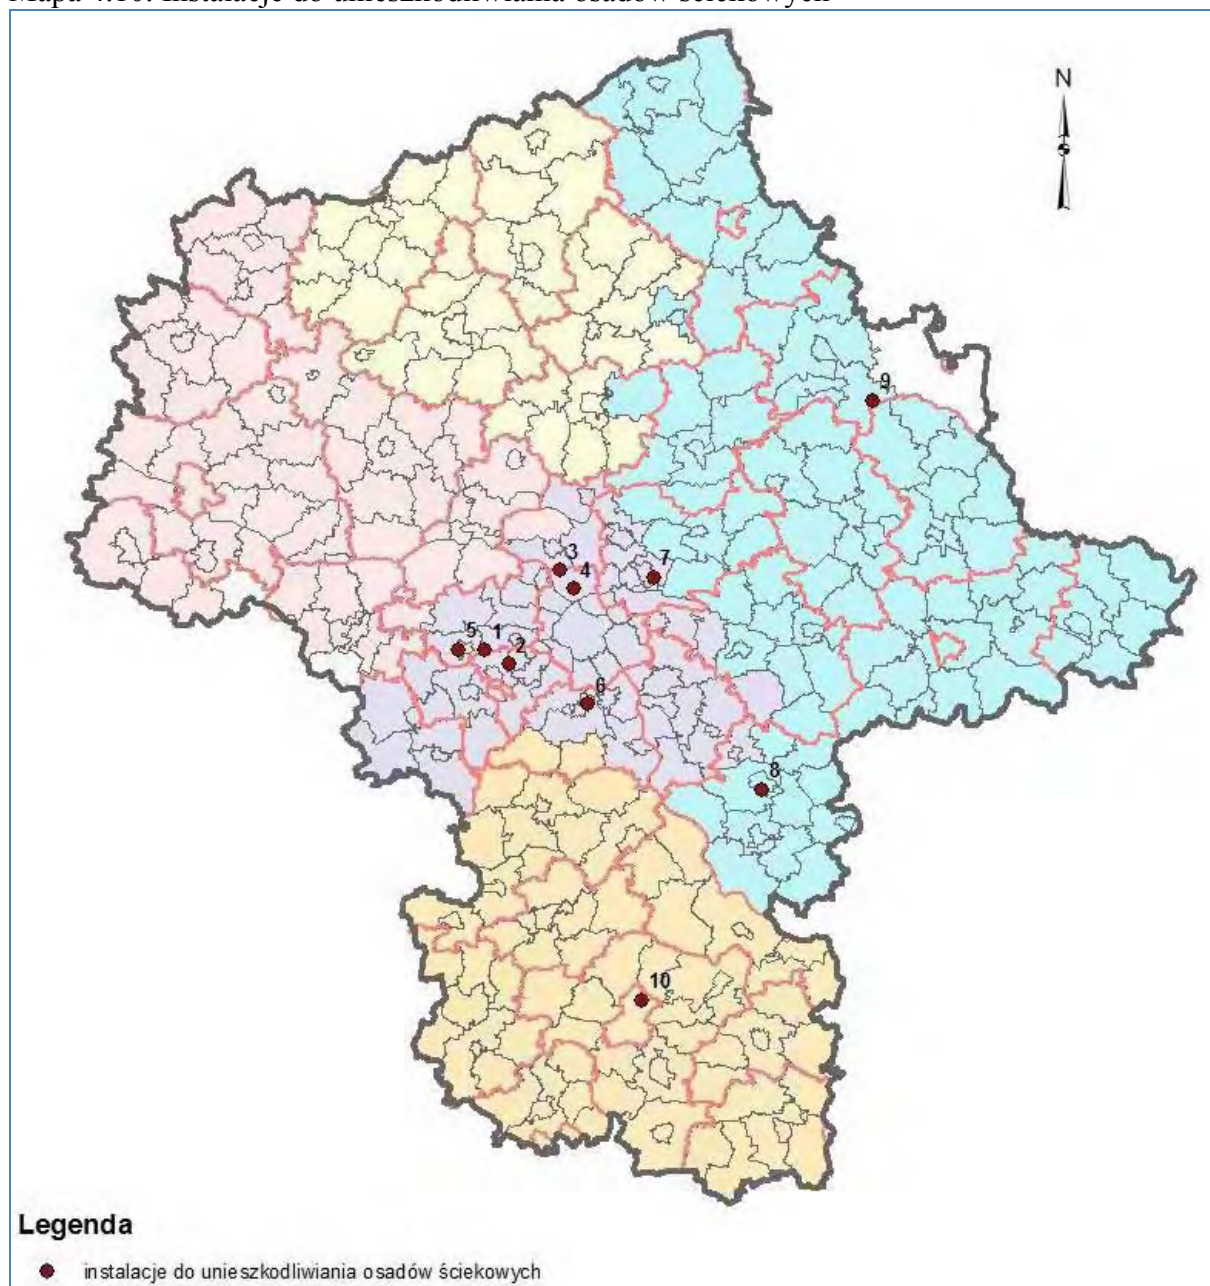 Mapa 4.10. Instalacje do unieszkodliwiania osadów ściekowych
N
9
3
4
7
5
1
2
6
8
10
Legenda
instalacje do unieszkodliwiania osadów ściekowych